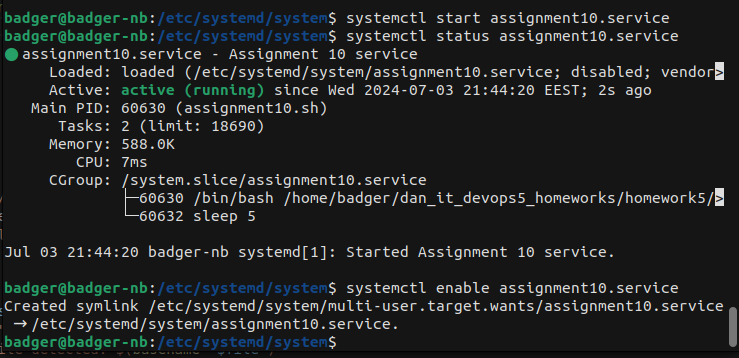 badger@badger-nb:/etc/systemd/system$ systemctl start assignment10.service
badger@badger-nb:/etc/systemd/system$ systemctl status assignment10.service
● assignment10.service - Assignment 10 service
Loaded: loaded (/etc/systemd/system/assignment10.service; disabled; vendor>
Active: active (running) since Wed 2024-07-03 21:44:20 EEST; 2s ago
Main PID: 60630 (assignment10.sh)
Tasks: 2 (limit: 18690)
Memory: 588.0K
CPU: 7ms
CGroup: /system.slice/assignment10.service
├─60630 /bin/bash /home/badger/dan_it_devops5_homeworks/homework5/>
└─60632 sleep 5
Jul 03 21:44:20 badger-nb systemd[1]: Started Assignment 10 service.
badger@badger-nb:/etc/systemd/system$ systemctl enable assignment10.service
Created symlink /etc/systemd/system/multi-user.target.wants/assignment10.service
→ /etc/systemd/system/assignment10.service.
badger@badger-nb:/etc/systemd/system$